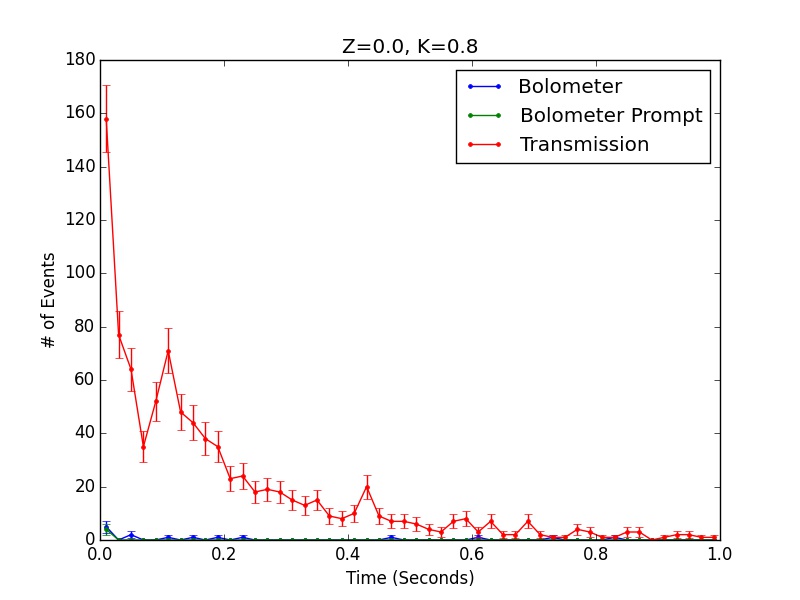 Z=0.0, K=0.8
180
160
140
120
100
80
60
40
20
0
# of Events
Bolometer
Bolometer Prompt
Transmission
0.0 0.2 0.4 0.6 0.8 1.0
Time (Seconds)